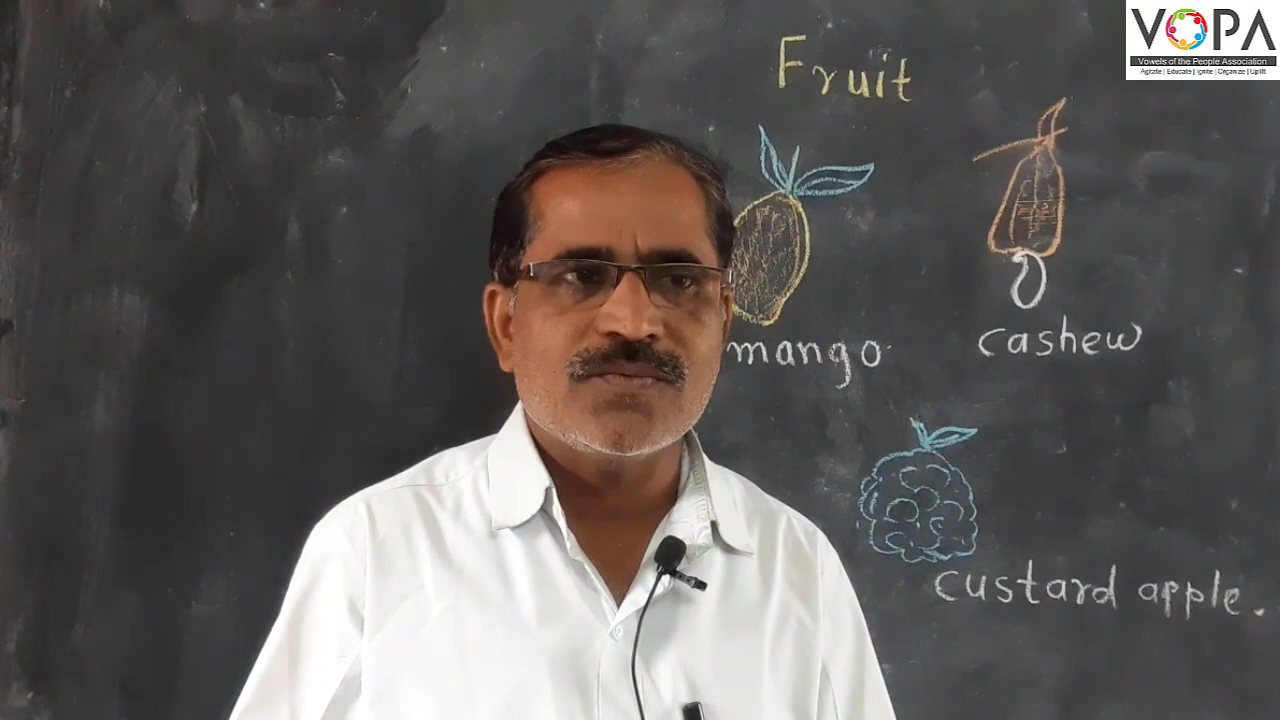 VOPA
Vowels of the People Association
Agitate | Educate | Ignite | Organize | Uplift
Fruit
mango
cashew
custard apple.